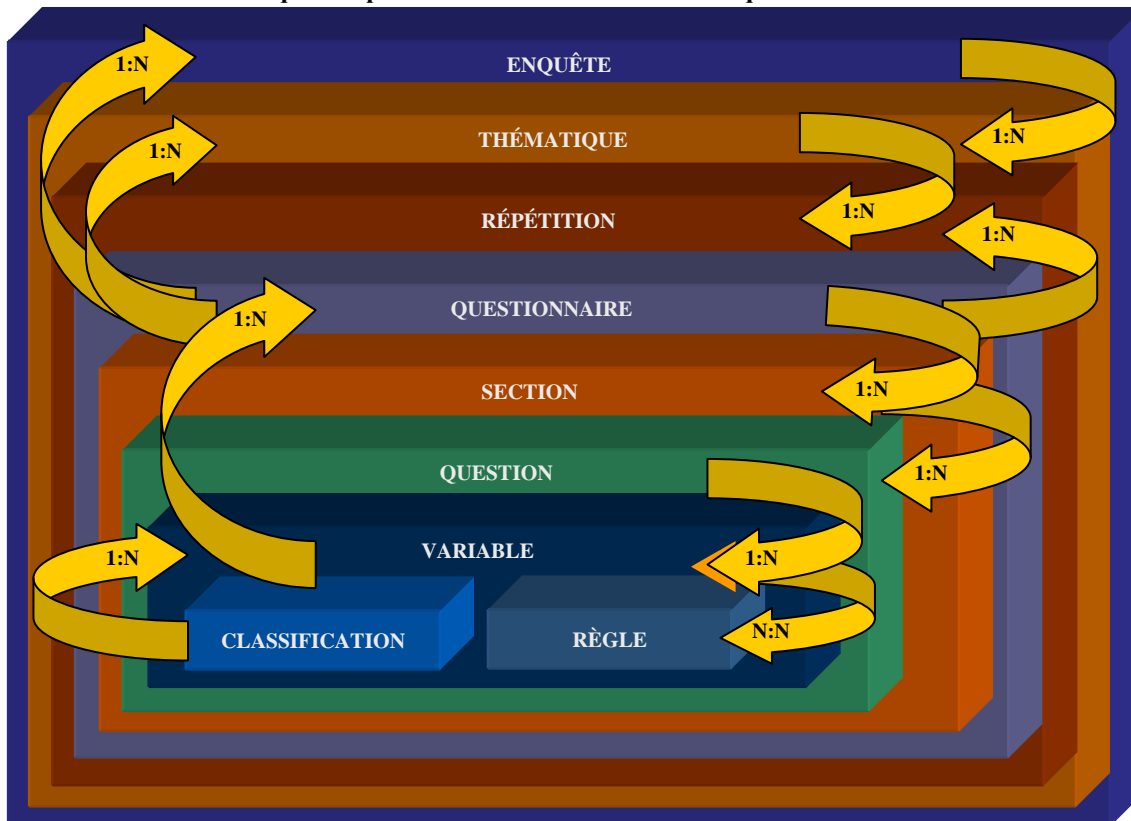 1:N
ENQUÊTE
1:N
1:N
THÉMATIQUE
1:N
RÉPÉTITION
1:N
1:N
QUESTIONNAIRE
SECTION
1:N
QUESTION
1:N
VARIABLE
1:N
1:N
CLASSIFICATION
RÈGLE
N:N
1:N